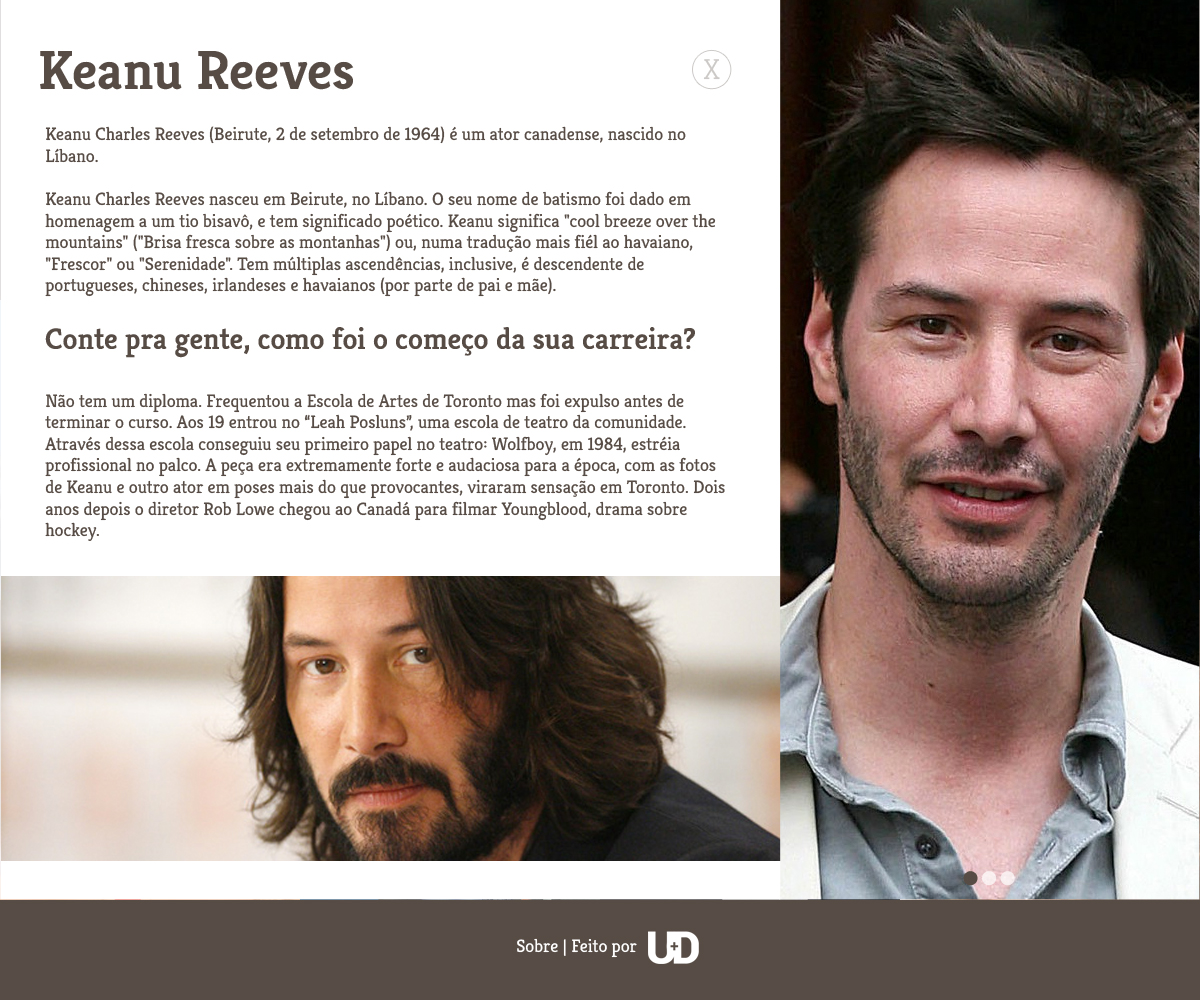 Keanu Reeves
X
Keanu Charles Reeves (Beirute, 2 de setembro de 1964) é um ator canadense, nascido no
Líbano.
Keanu Charles Reeves nasceu em Beirute, no Líbano. O seu nome de batismo foi dado em
homenagem a um tio bisavô, e tem significado poético. Keanu significa "cool breeze over the
mountains" ("Brisa fresca sobre as montanhas") ou, numa tradução mais fiél ao havaiano,
"Frescor" ou "Serenidade". Tem múltiplas ascendências, inclusive, é descendente de
portugueses, chineses, irlandeses e havaianos (por parte de pai e mãe).
Conte pra gente, como foi o começo da sua carreira?
Não tem um diploma. Frequentou a Escola de Artes de Toronto mas foi expulso antes de
terminar o curso. Aos 19 entrou no “Leah Posluns”, uma escola de teatro da comunidade.
Através dessa escola conseguiu seu primeiro papel no teatro: Wolfboy, em 1984, estréia
profissional no palco. A peça era extremamente forte e audaciosa para a época, com as fotos
de Keanu e outro ator em poses mais do que provocantes, viraram sensação em Toronto. Dois
anos depois o diretor Rob Lowe chegou ao Canadá para filmar Youngblood, drama sobre
hockey.
Sobre | Feito por U+D